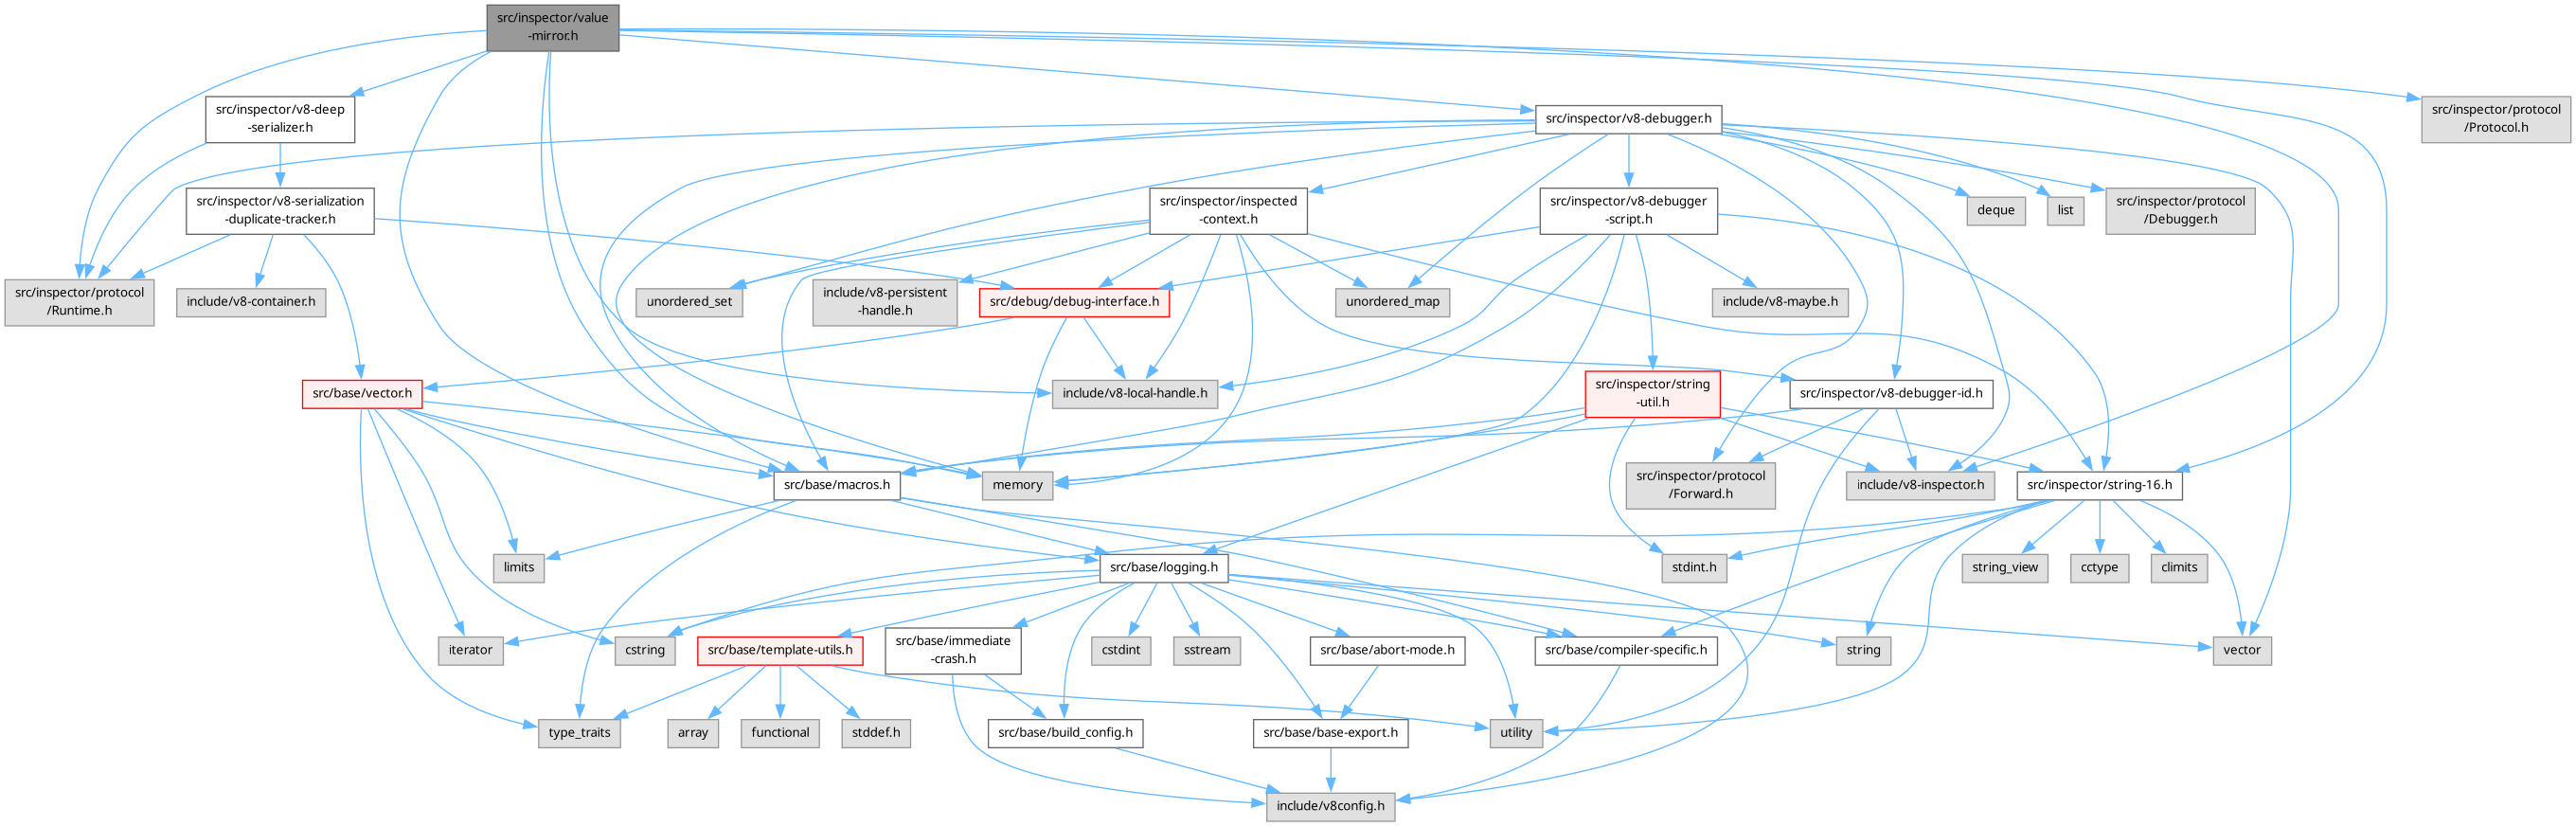 src/inspector/value
-mirror.h
src/inspector/v8-deep
-serializer.h
src/inspector/v8-debugger.h
src/inspector/protocol
/Protocol.h
src/inspector/v8-serialization
-duplicate-tracker.h
src/inspector/inspected
-context.h
src/inspector/v8-debugger
-script.h
deque
list
src/inspector/protocol
/Debugger.h
src/inspector/protocol
/Runtime.h
include/v8-container.h
unordered_set
include/v8-persistent
-handle.h
src/debug/debug-interface.h
unordered_map
include/v8-maybe.h
src/base/vector.h
include/v8-local-handle.h
src/inspector/string
-util.h
src/inspector/v8-debugger-id.h
src/base/macros.h
memory
src/inspector/protocol
/Forward.h
include/v8-inspector.h
src/inspector/string-16.h
limits
src/base/logging.h
stdint.h
string_view
cctype
climits
iterator
cstring
src/base/template-utils.h
src/base/immediate
-crash.h
cstdint
sstream
src/base/abort-mode.h
src/base/compiler-specific.h
string
vector
type_traits
array
functional
stddef.h
src/base/build_config.h
src/base/base-export.h
utility
include/v8config.h